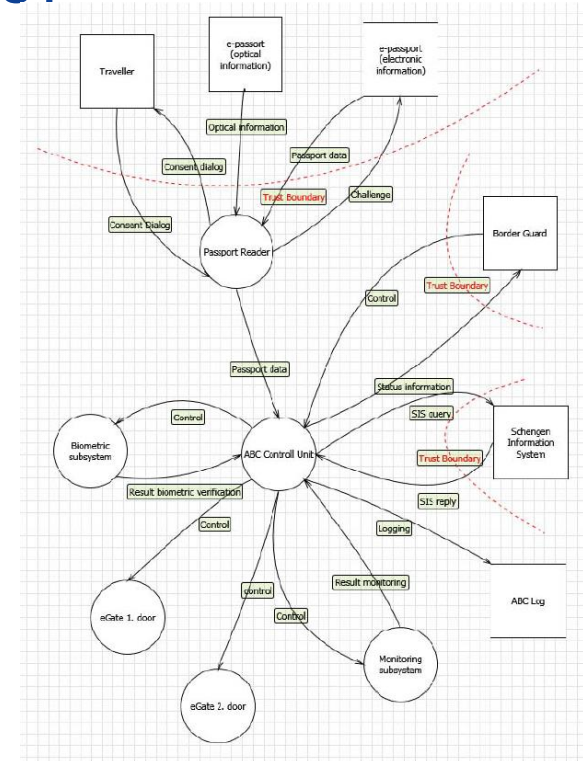 e-passort
(optical
information)
e-passport
(electronic
information)
Traveller
Optical information
Consent dialog
Passport data
Trust Boundary
Challenge
Consent Dialog
Passport Reader
Border Guard
Trust Boundary
Control
Passport data
Status information
SIS query
Control
Biometric
subsystem
ABC Controll Unit
Schengen
Information
System
Trust Boundary
Result biometric verification
SIS reply
Control
Logging
Result monitoring
control
Control
ABC Log
eGate 1. door
Monitoring
subsystem
eGate 2. door